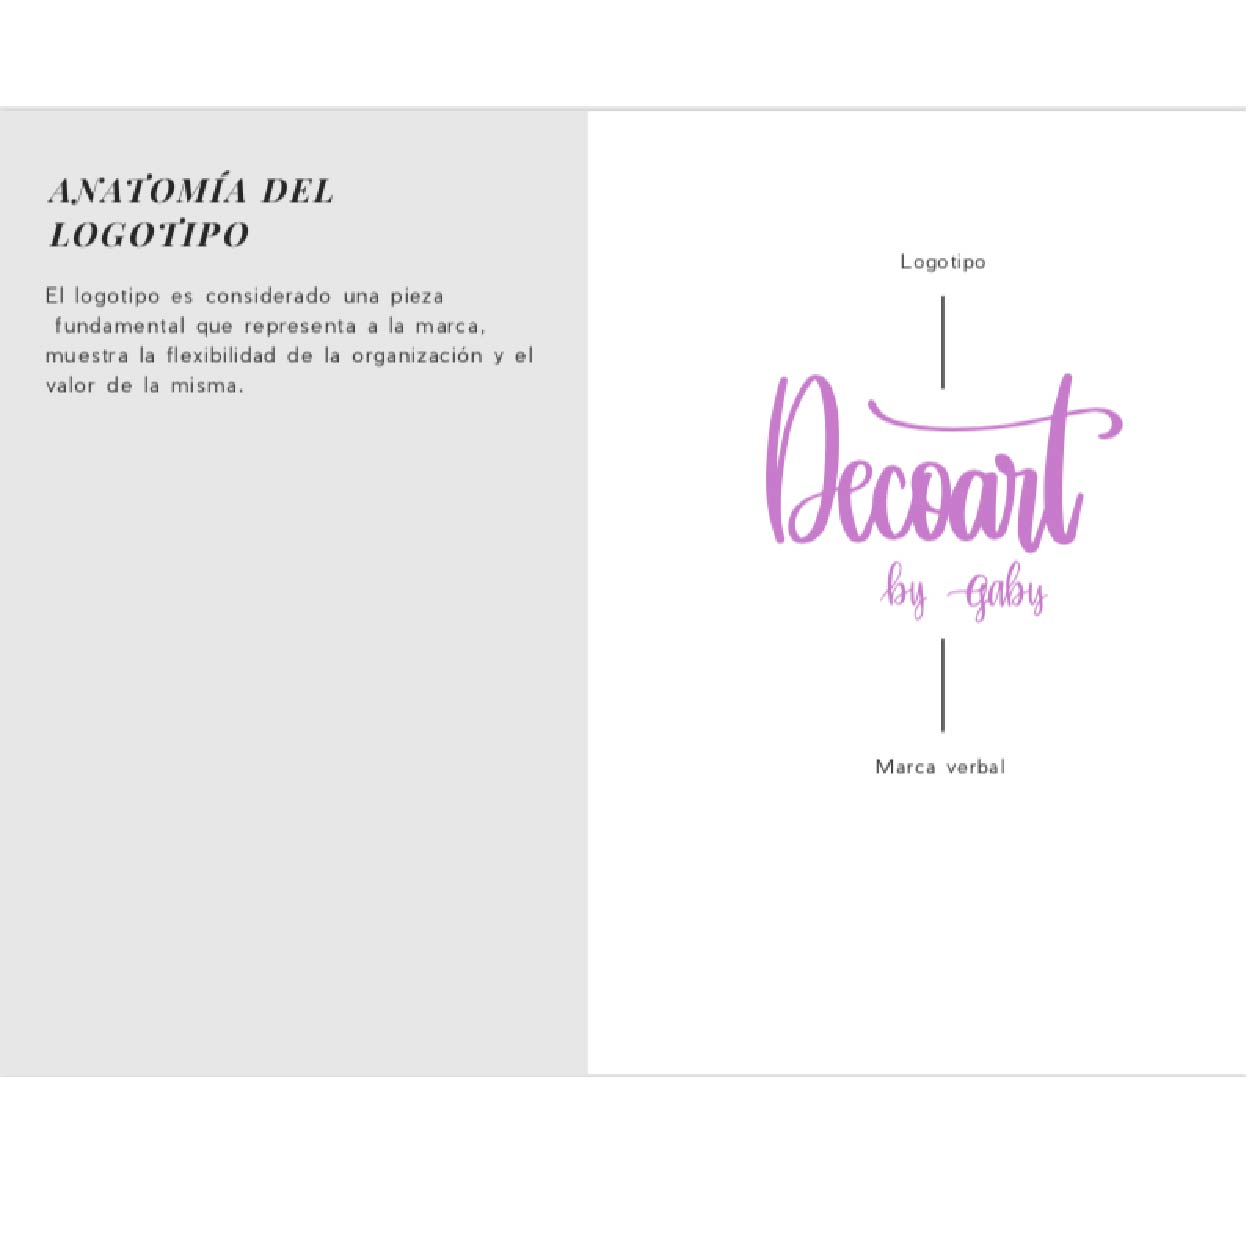 ANATOMÍA DEL
LOGOTIPO
El logotipo es considerado una pieza
fundamental que representa a la marca,
muestra la flexibilidad de la organización y el
valor de la misma.
Logotipo
Decoart
by Gaby
Marca verbal